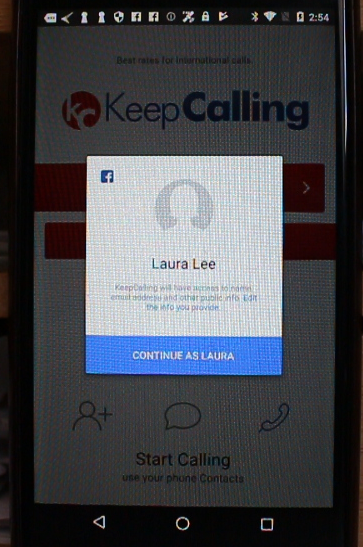 2:54
Best rates for international calls.
KeepCalling
Laura Lee
KeepCalling will have access to name,
email address and other public info. Edit
the info you provide.
CONTINUE AS LAURA
Start Calling
use your phone Contacts